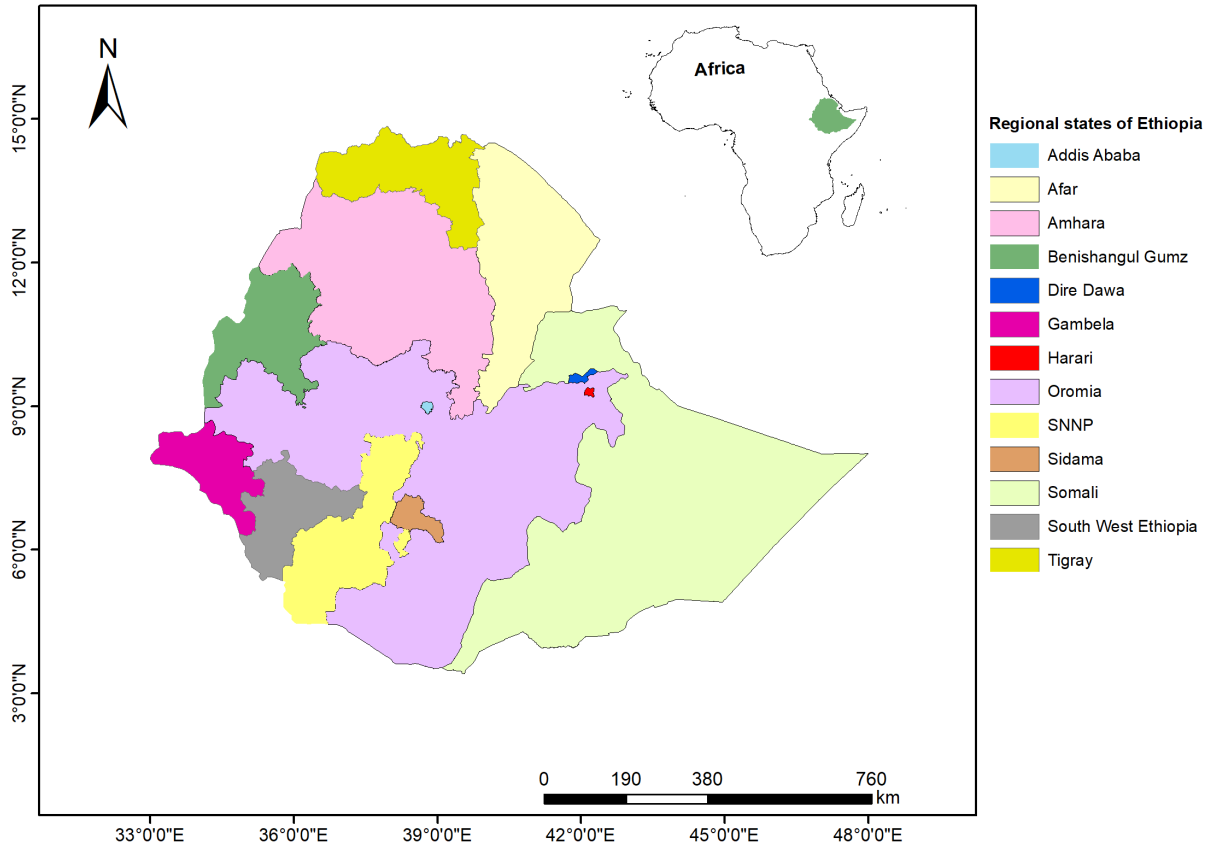 N
Africa
15°0'0"N
12°0'0"N
9°0'0"N
6°0'0"N
3°0'0"N
Regional states of Ethiopia
Addis Ababa
Afar
Amhara
Benishangul Gumz
Dire Dawa
Gambela
Harari
Oromia
SNNP
Sidama
Somali
South West Ethiopia
Tigray
0 190 380 760
km
33°0'0"E 36°0'0"E 39°0'0"E 42°0'0"E 45°0'0"E 48°0'0"E